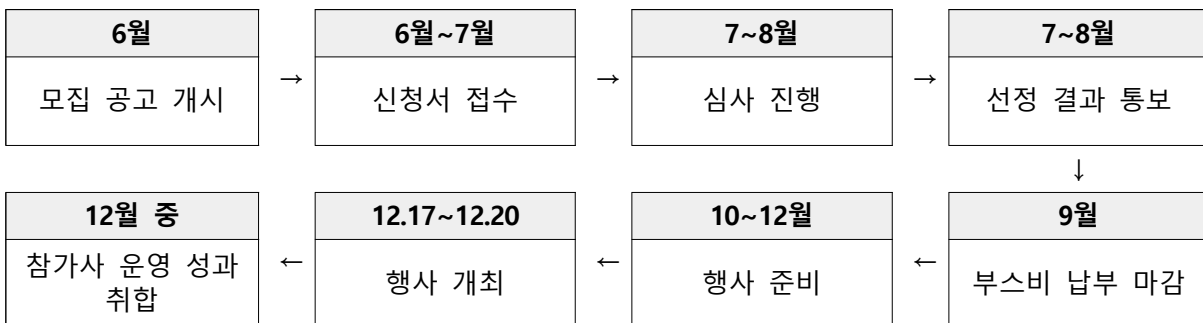 6월
모집 공고 개시
→
6월~7월
신청서 접수
→
7~8월
심사 진행
→
7~8월
선정 결과 통보
↓
9월
부스비 납부 마감
←
10~12월
행사 준비
←
12.17~12.20
행사 개최
←
12월 중
참가사 운영 성과
취합